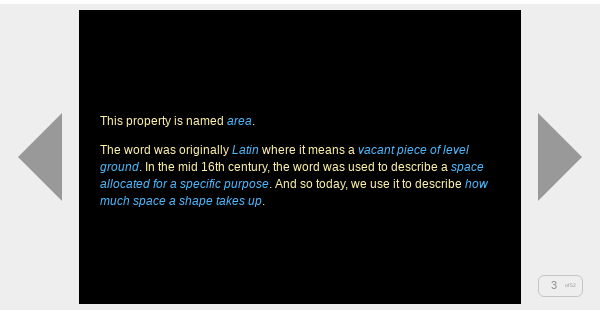 This property is named area.
The word was originally Latin where it means a vacant piece of level
ground. In the mid 16th century, the word was used to describe a space
allocated for a specific purpose. And so today, we use it to describe how
much space a shape takes up.
3 of 52